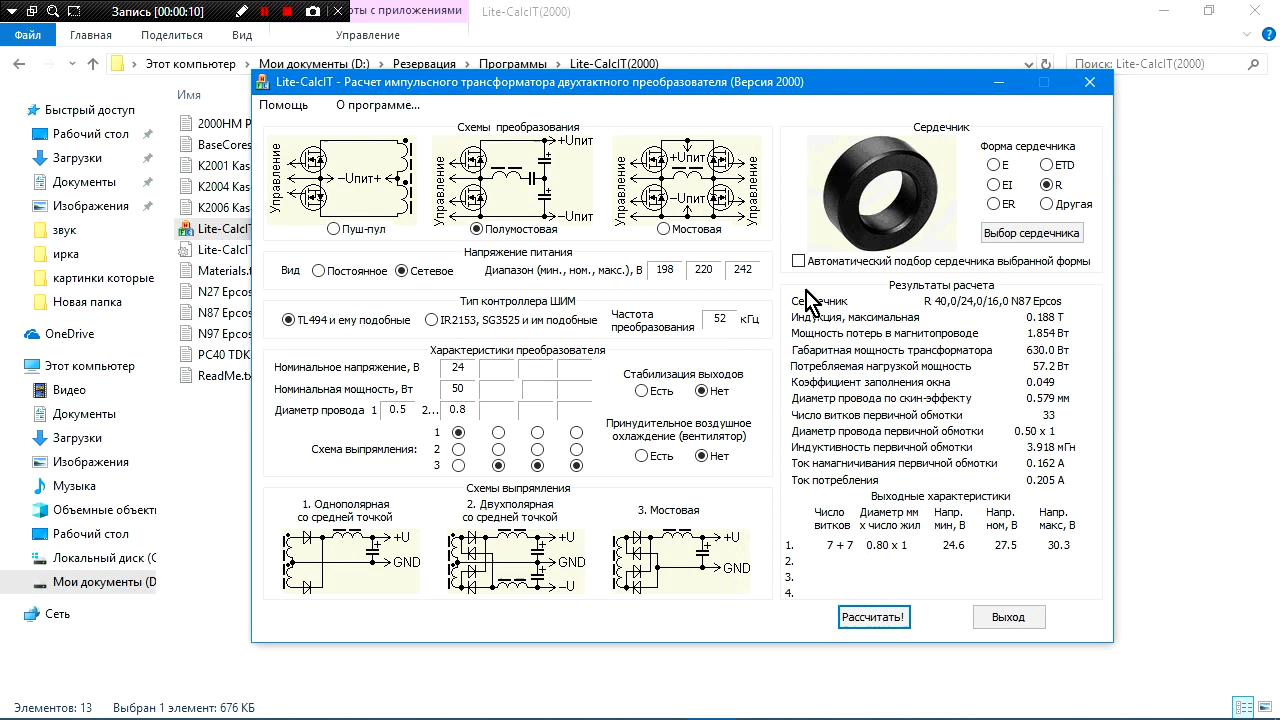 Запись [00:00:10]
оты с приложениями
Lite-CalcIT(2000)
Файл
Главная
Поделиться
Вид
Управление
Этот компьютер
Мои документы (D:)
Резервация
Программы
Lite-CalcIT(2000)
Поиск: Lite-CalcIT(2000)
Быстрый доступ
Рабочий стол
Загрузки
Документы
Изображения
звук
ирка
картинки которые
Новая папка
OneDrive
Этот компьютер
Видео
Документы
Загрузки
Изображения
Музыка
Объемные объекты
Рабочий стол
Локальный диск (C
Мои документы (D
Сеть
Имя
2000HM P
BaseCores
K2001 Kas
K2004 Kas
K2006 Kas
Lite-CalcIT
Lite-CalcIT
Materials.t
N27 Epcos
N87 Epcos
N97 Epcos
PC40 TDK
ReadMe.tx
Lite-CalcIT - Расчет импульсного трансформатора двухтактного преобразователя (Версия 2000)
Помощь
О программе...
Схемы преобразования
Управление
-Uпит+
Пуш-пул
Управление
+Uпит
-Uпит
Полумостовая
Управление
+Uпит
-Uпит
Управление
Мостовая
Напряжение питания
Вид
Постоянное
Сетевое
Диапазон (мин., ном., макс.), В
198
220
242
Тип контроллера ШИМ
TL494 и ему подобные
IR2153, SG3525 и им подобные
Частота
преобразования
52
кГц
Характеристики преобразователя
Номинальное напряжение, В
24
Номинальная мощность, Вт
50
Диаметр провода 1
0.5
2...
0.8
Схема выпрямления:
1
2
3
Стабилизация выходов
Есть
Нет
Принудительное воздушное
охлаждение (вентилятор)
Есть
Нет
Схемы выпрямления
1. Однополярная
со средней точкой
+U
GND
2. Двухполярная
со средней точкой
+U
GND
-U
3. Мостовая
+U
GND
Сердечник
Форма сердечника
E
ETD
EI
R
ER
Другая
Выбор сердечника
Автоматический подбор сердечника выбранной формы
Результаты расчета
Сердечник R 40,0/24,0/16,0 N87 Epcos
Индукция, максимальная 0.188 Т
Мощность потерь в магнитопроводе 1.854 Вт
Габаритная мощность трансформатора 630.0 Вт
Потребляемая нагрузкой мощность 57.2 Вт
Коэффициент заполнения окна 0.049
Диаметр провода по скин-эффекту 0.579 мм
Число витков первичной обмотки 33
Диаметр провода первичной обмотки 0.50 x 1
Индуктивность первичной обмотки 3.918 мГн
Ток намагничивания первичной обмотки 0.162 А
Ток потребления 0.205 А
Выходные характеристики
Число Диаметр мм Напр. Напр. Напр.
витков х число жил мин, В ном, В макс, В
1. 7 + 7 0.80 x 1 24.6 27.5 30.3
2.
3.
4.
Рассчитать!
Выход
Элементов: 13
Выбран 1 элемент: 676 КБ